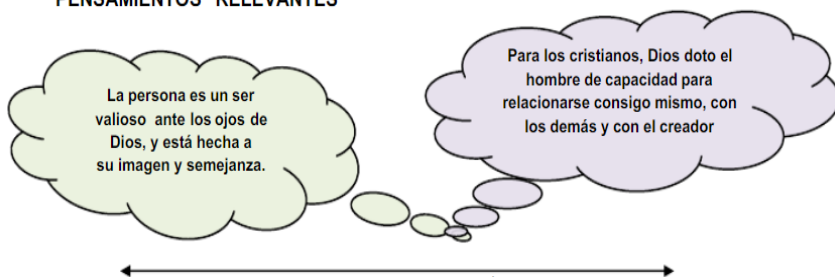 PENSAMIENTOS RELEVANTES
La persona es un ser
valioso ante los ojos de
Dios, y está hecha a
su imagen y semejanza.
Para los cristianos, Dios doto el
hombre de capacidad para
relacionarse consigo mismo, con
los demás y con el creador